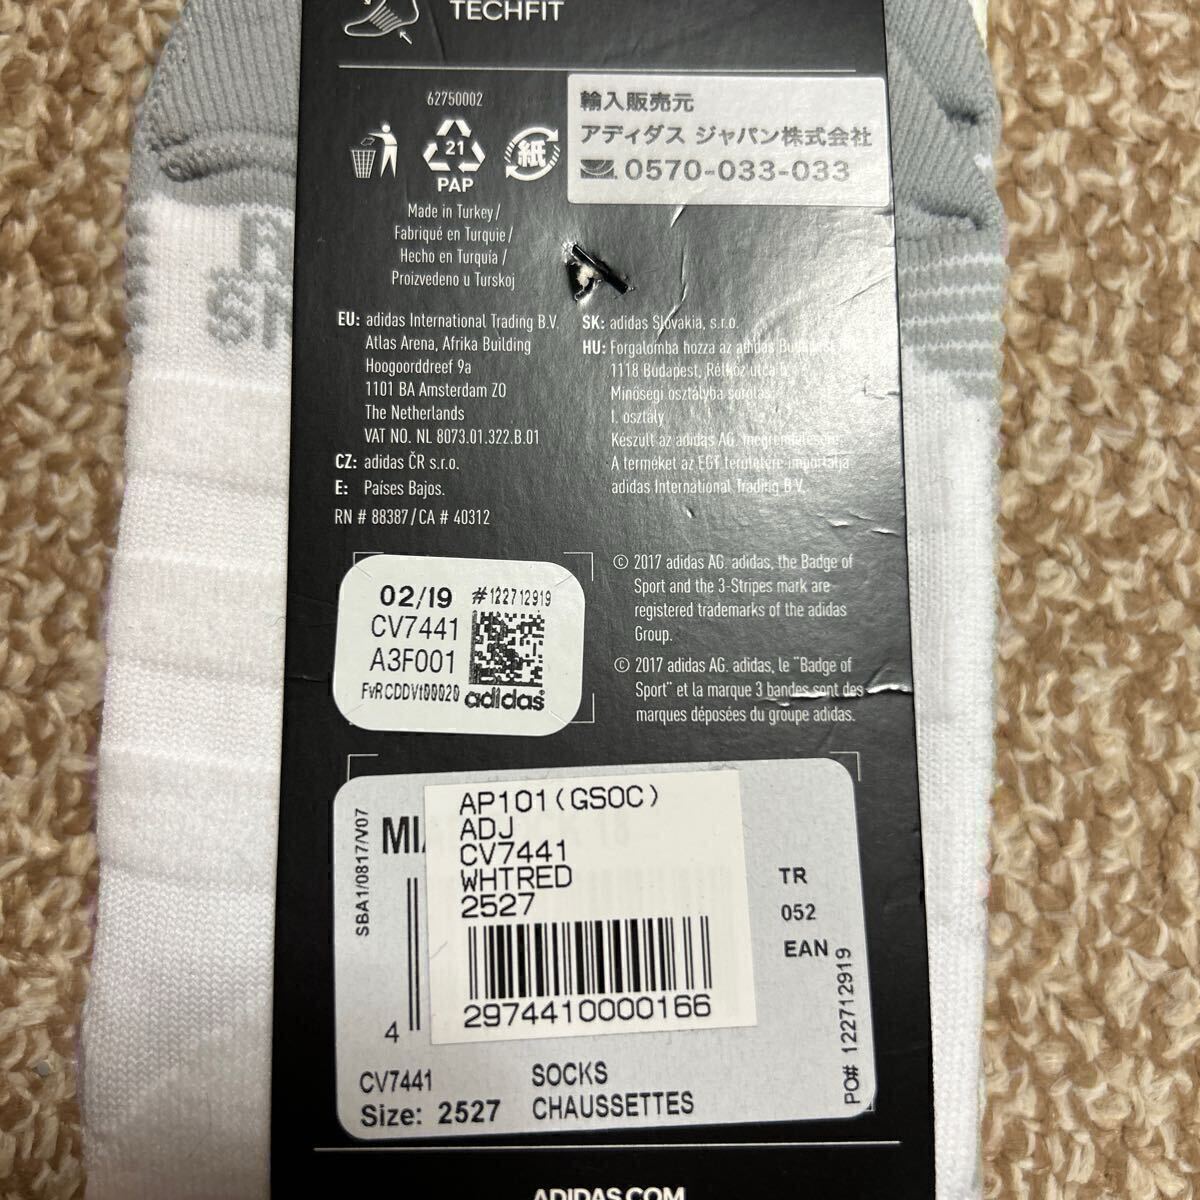 TECHFIT
62750002
21
PAP
紙
輸入販売元
アディダス ジャパン株式会社
0570-033-033
Made in Turkey /
Fabriqué en Turquie /
Hecho en Turquía /
Proizvedeno u Turskoj
EU: adidas International Trading B.V.
Atlas Arena, Afrika Building
Hoogoorddreef 9a
1101 BA Amsterdam ZO
The Netherlands
VAT NO. NL 8073.01.322.B.01
CZ: adidas ČR s.r.o.
E: Países Bajos.
RN # 88387 / CA # 40312
SK: adidas Slovakia, s.r.o.
HU: Forgalomba hozza az adidas Budapest
1118 Budapest, Rétköz utca 5.
Minőségi osztályba sorolás:
I. osztály
Készült az adidas AG. megrendelésére.
A terméket az EGT területére importálja
adidas International Trading B.V.
© 2017 adidas AG. adidas, the Badge of
Sport and the 3-Stripes mark are
registered trademarks of the adidas
Group.
© 2017 adidas AG. adidas, le "Badge of
Sport" et la marque 3 bandes sont des
marques déposées du groupe adidas.
02/19 #122712919
CV7441
A3F001
FvRCDDVt00020 adidas
SBA1/0817/V07
AP101(GSOC)
ADJ
CV7441
WHTRED
2527
2974410000166
TR
052
EAN
PO# 122712919
4
CV7441 SOCKS
Size: 2527 CHAUSSETTES
ADIDAS.COM